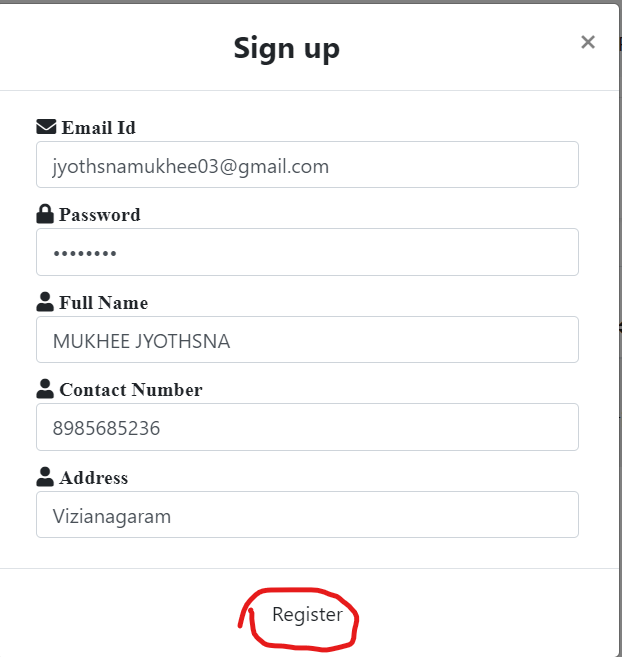 Sign up
×
Email Id
jyothsnamukhee03@gmail.com
Password
••••••••
Full Name
MUKHEE JYOTHSNA
Contact Number
8985685236
Address
Vizianagaram
Register